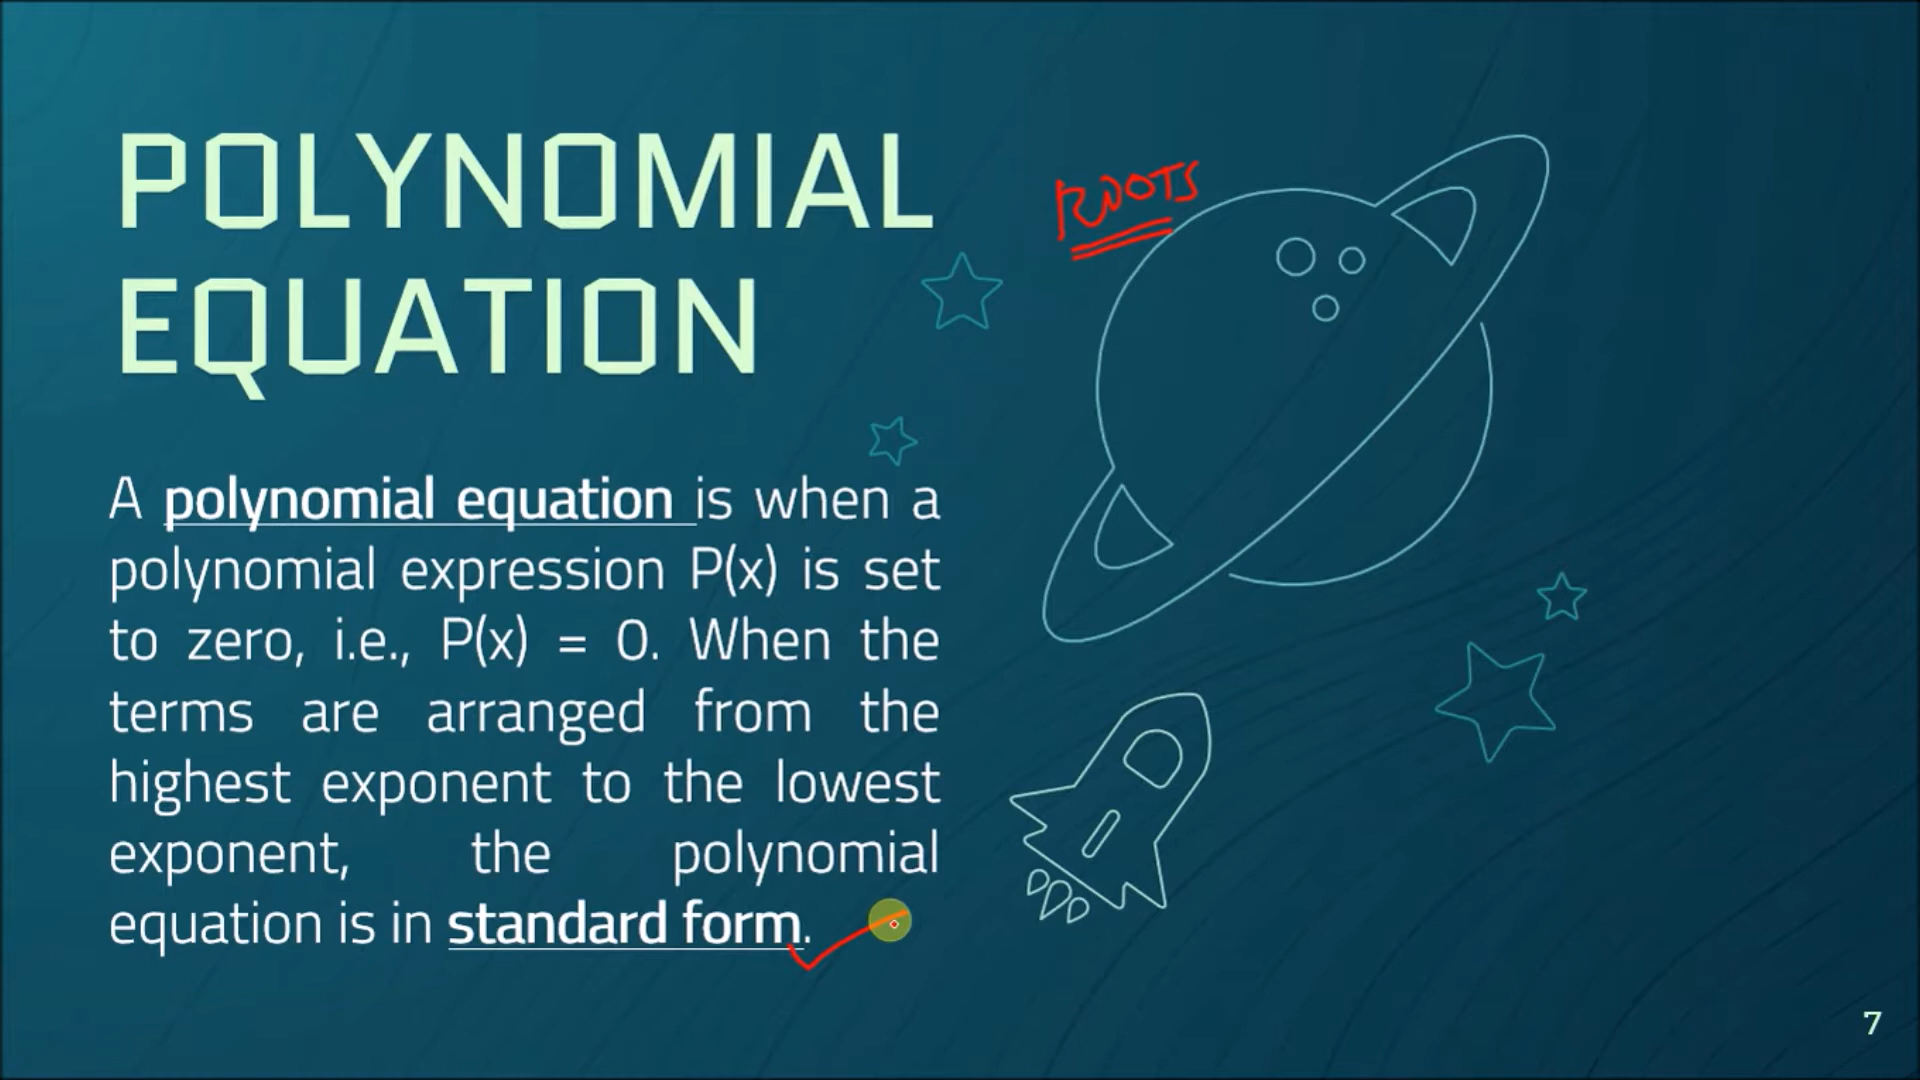 POLYNOMIAL
EQUATION
ROOTS
A polynomial equation is when a
polynomial expression P(x) is set
to zero, i.e., P(x) = 0. When the
terms are arranged from the
highest exponent to the lowest
exponent, the polynomial
equation is in standard form.
7